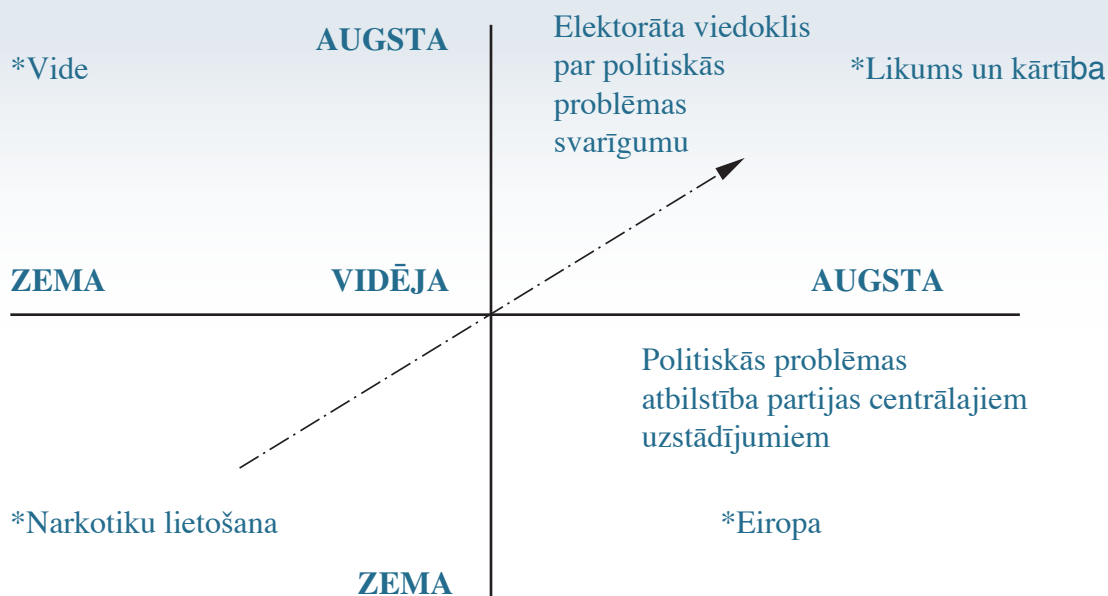 AUGSTA
Elektorāta viedoklis
par politiskās
problēmas
svarīgumu
*Vide
*Likums un kārtība
ZEMA
VIDĒJA
AUGSTA
Politiskās problēmas
atbilstība partijas centrālajiem
uzstādījumiem
*Narkotiku lietošana
*Eiropa
ZEMA